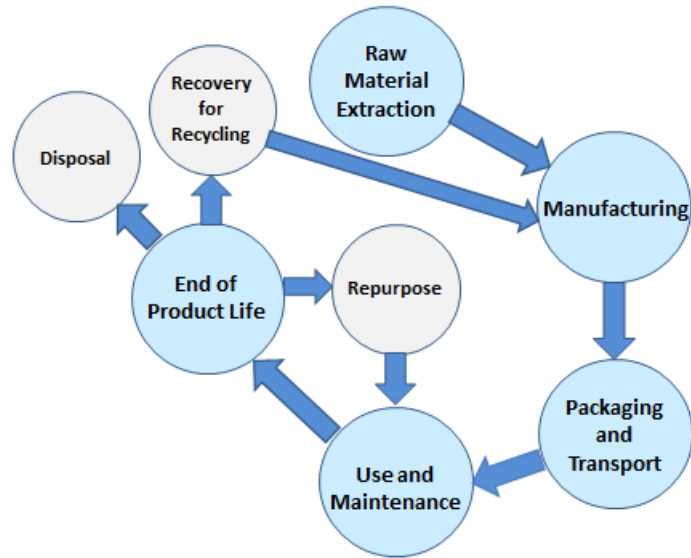 Raw
Material
Extraction
Recovery
for
Recycling
Disposal
Manufacturing
End of
Product Life
Repurpose
Packaging
and
Transport
Use and
Maintenance